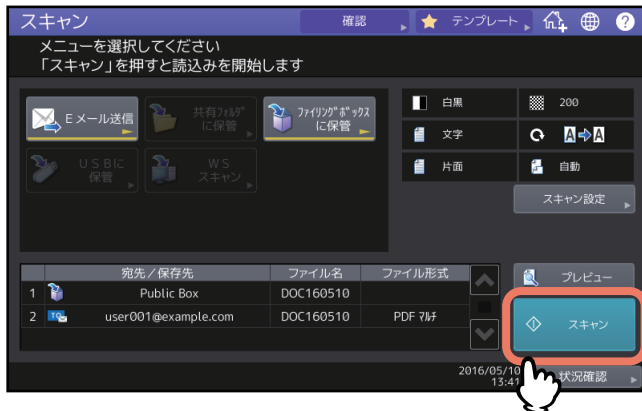 スキャン 確認 テンプレート ?
メニューを選択してください
「スキャン」を押すと読込みを開始します
Eメール送信
共有ﾌｫﾙﾀﾞ
に保管
ﾌｧｲﾘﾝｸﾞﾎﾞｯｸｽ
に保管
白黒 200
文字 A A
USBに
保管
WS
スキャン
片面 自動
スキャン設定
宛先／保存先 ファイル名 ファイル形式
プレビュー
1 Public Box DOC160510
2 TO user001@example.com DOC160510 PDF ﾏﾙﾁ
スキャン
2016/05/10
13:41
状況確認